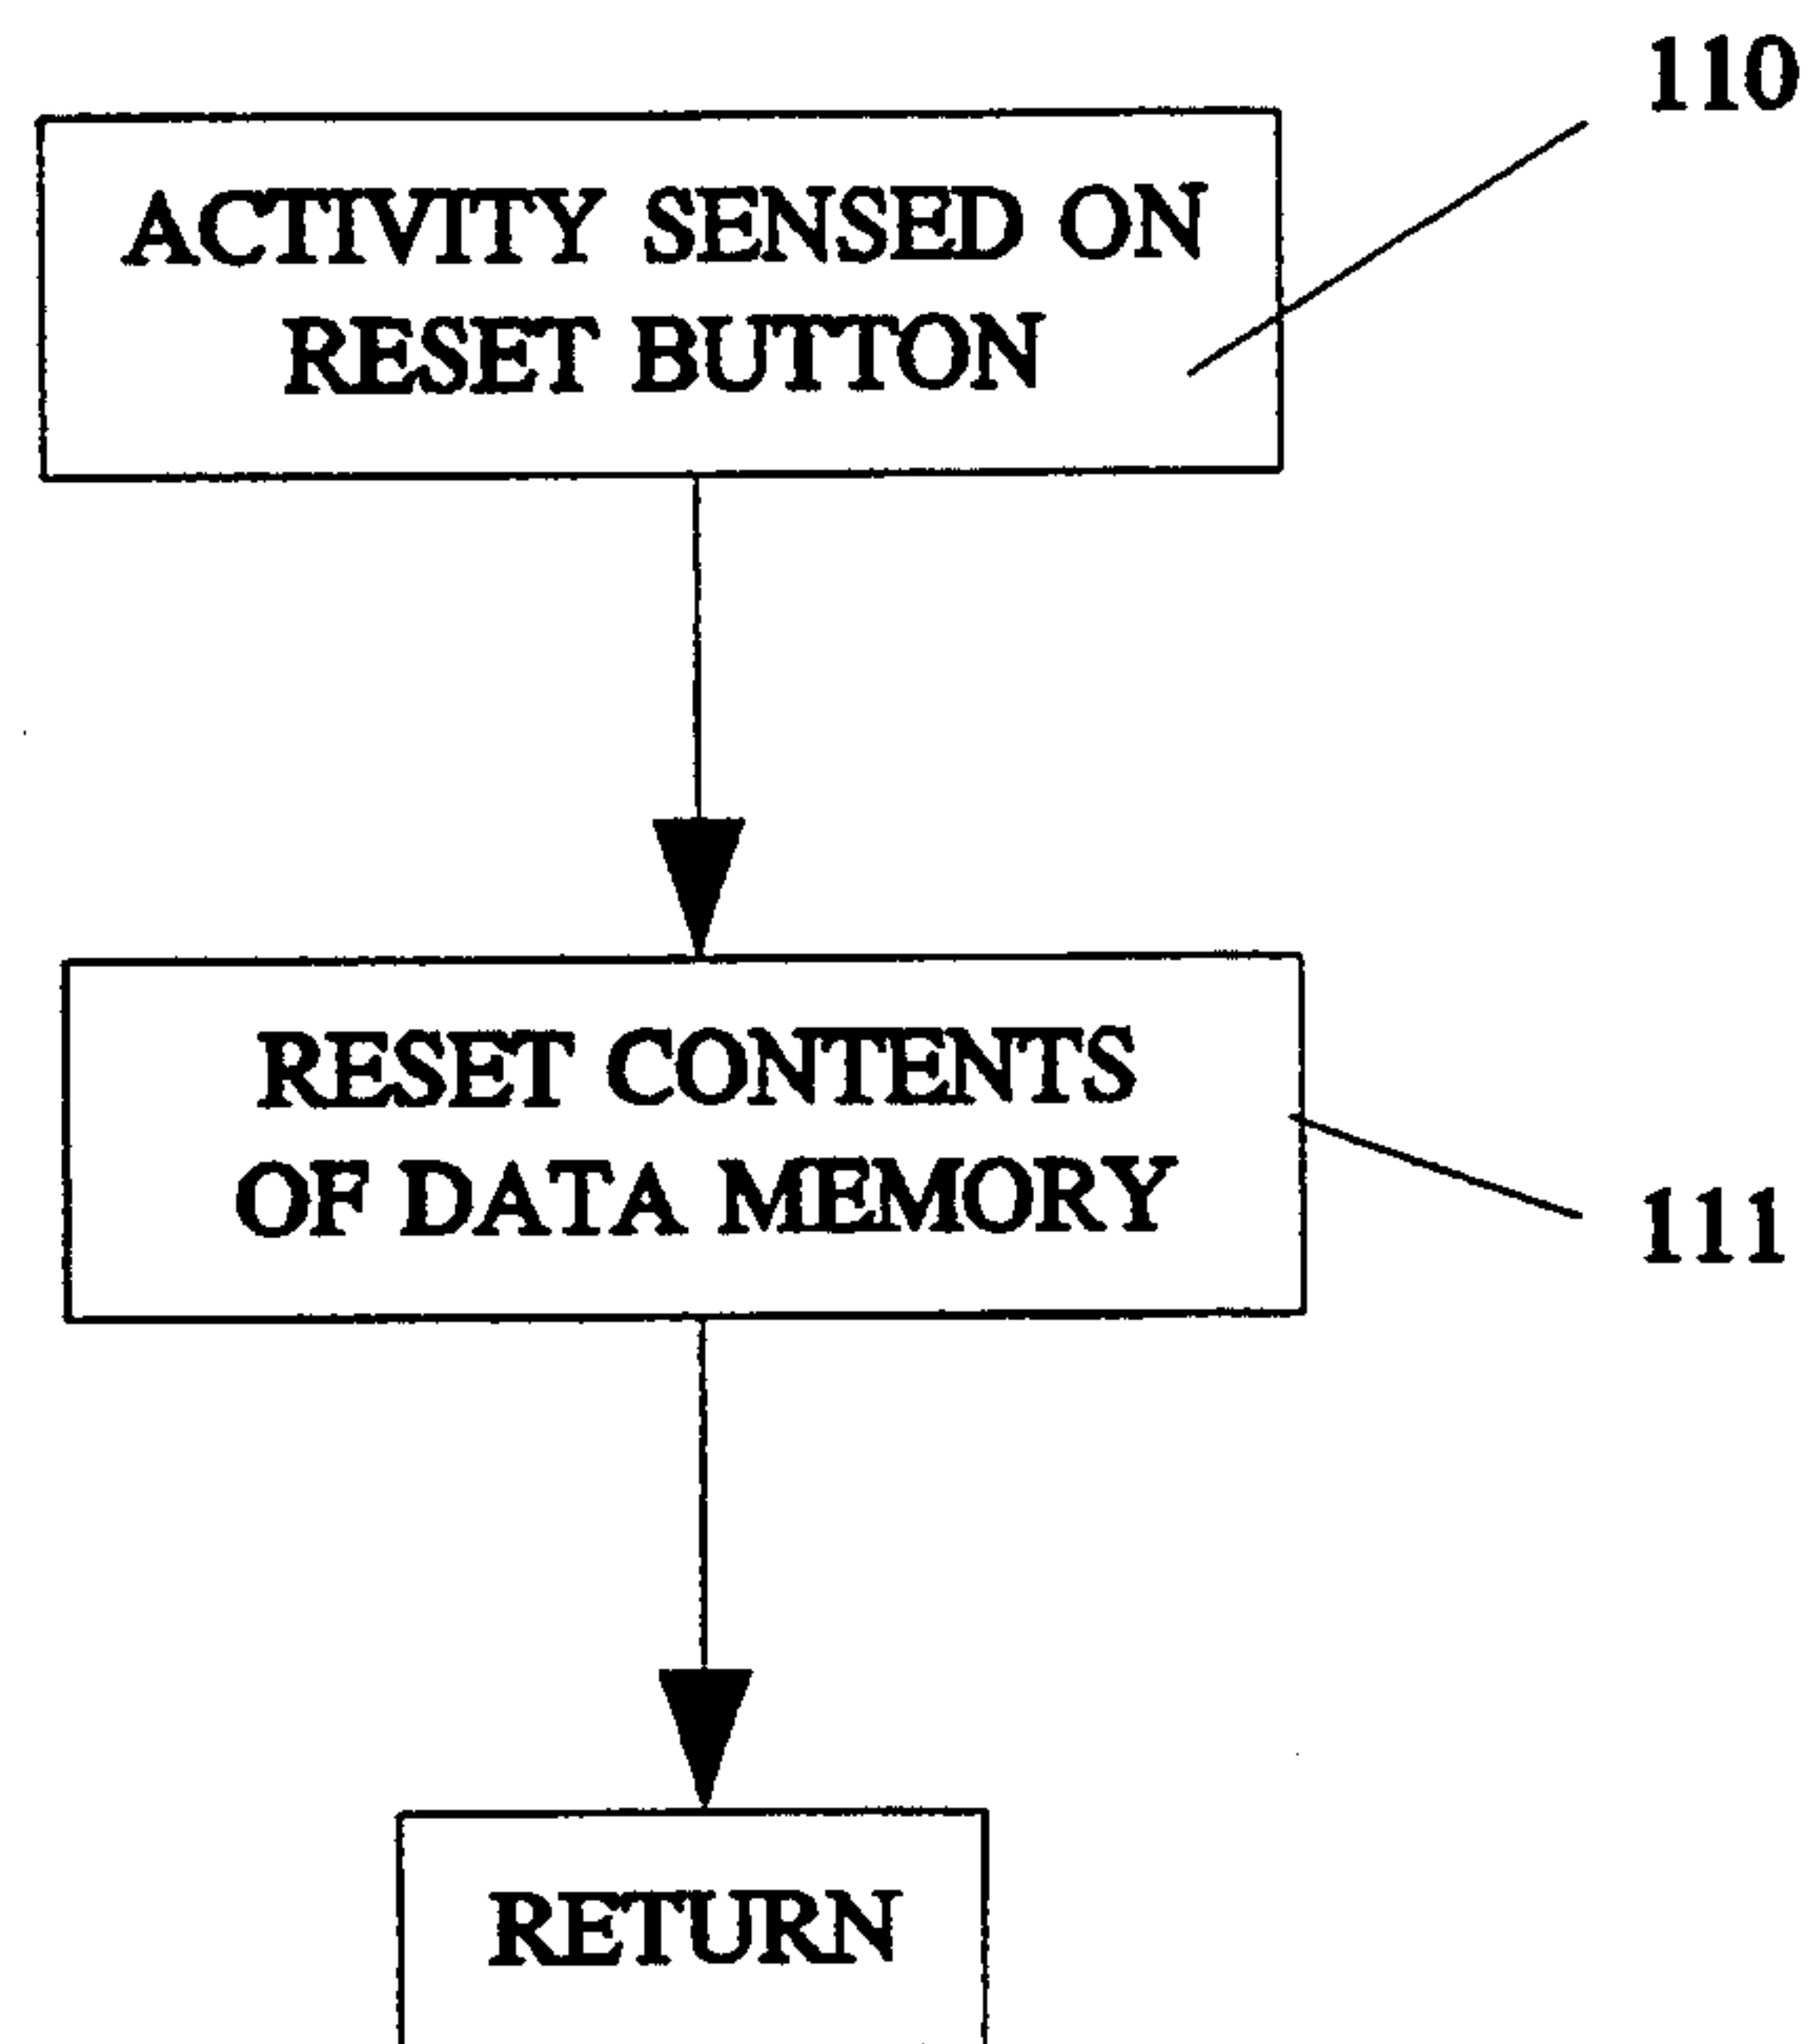 110
ACTIVITY SENSED ON
RESET BUTTON
RESET CONTENTS
OF DATA MEMORY
111
RETURN